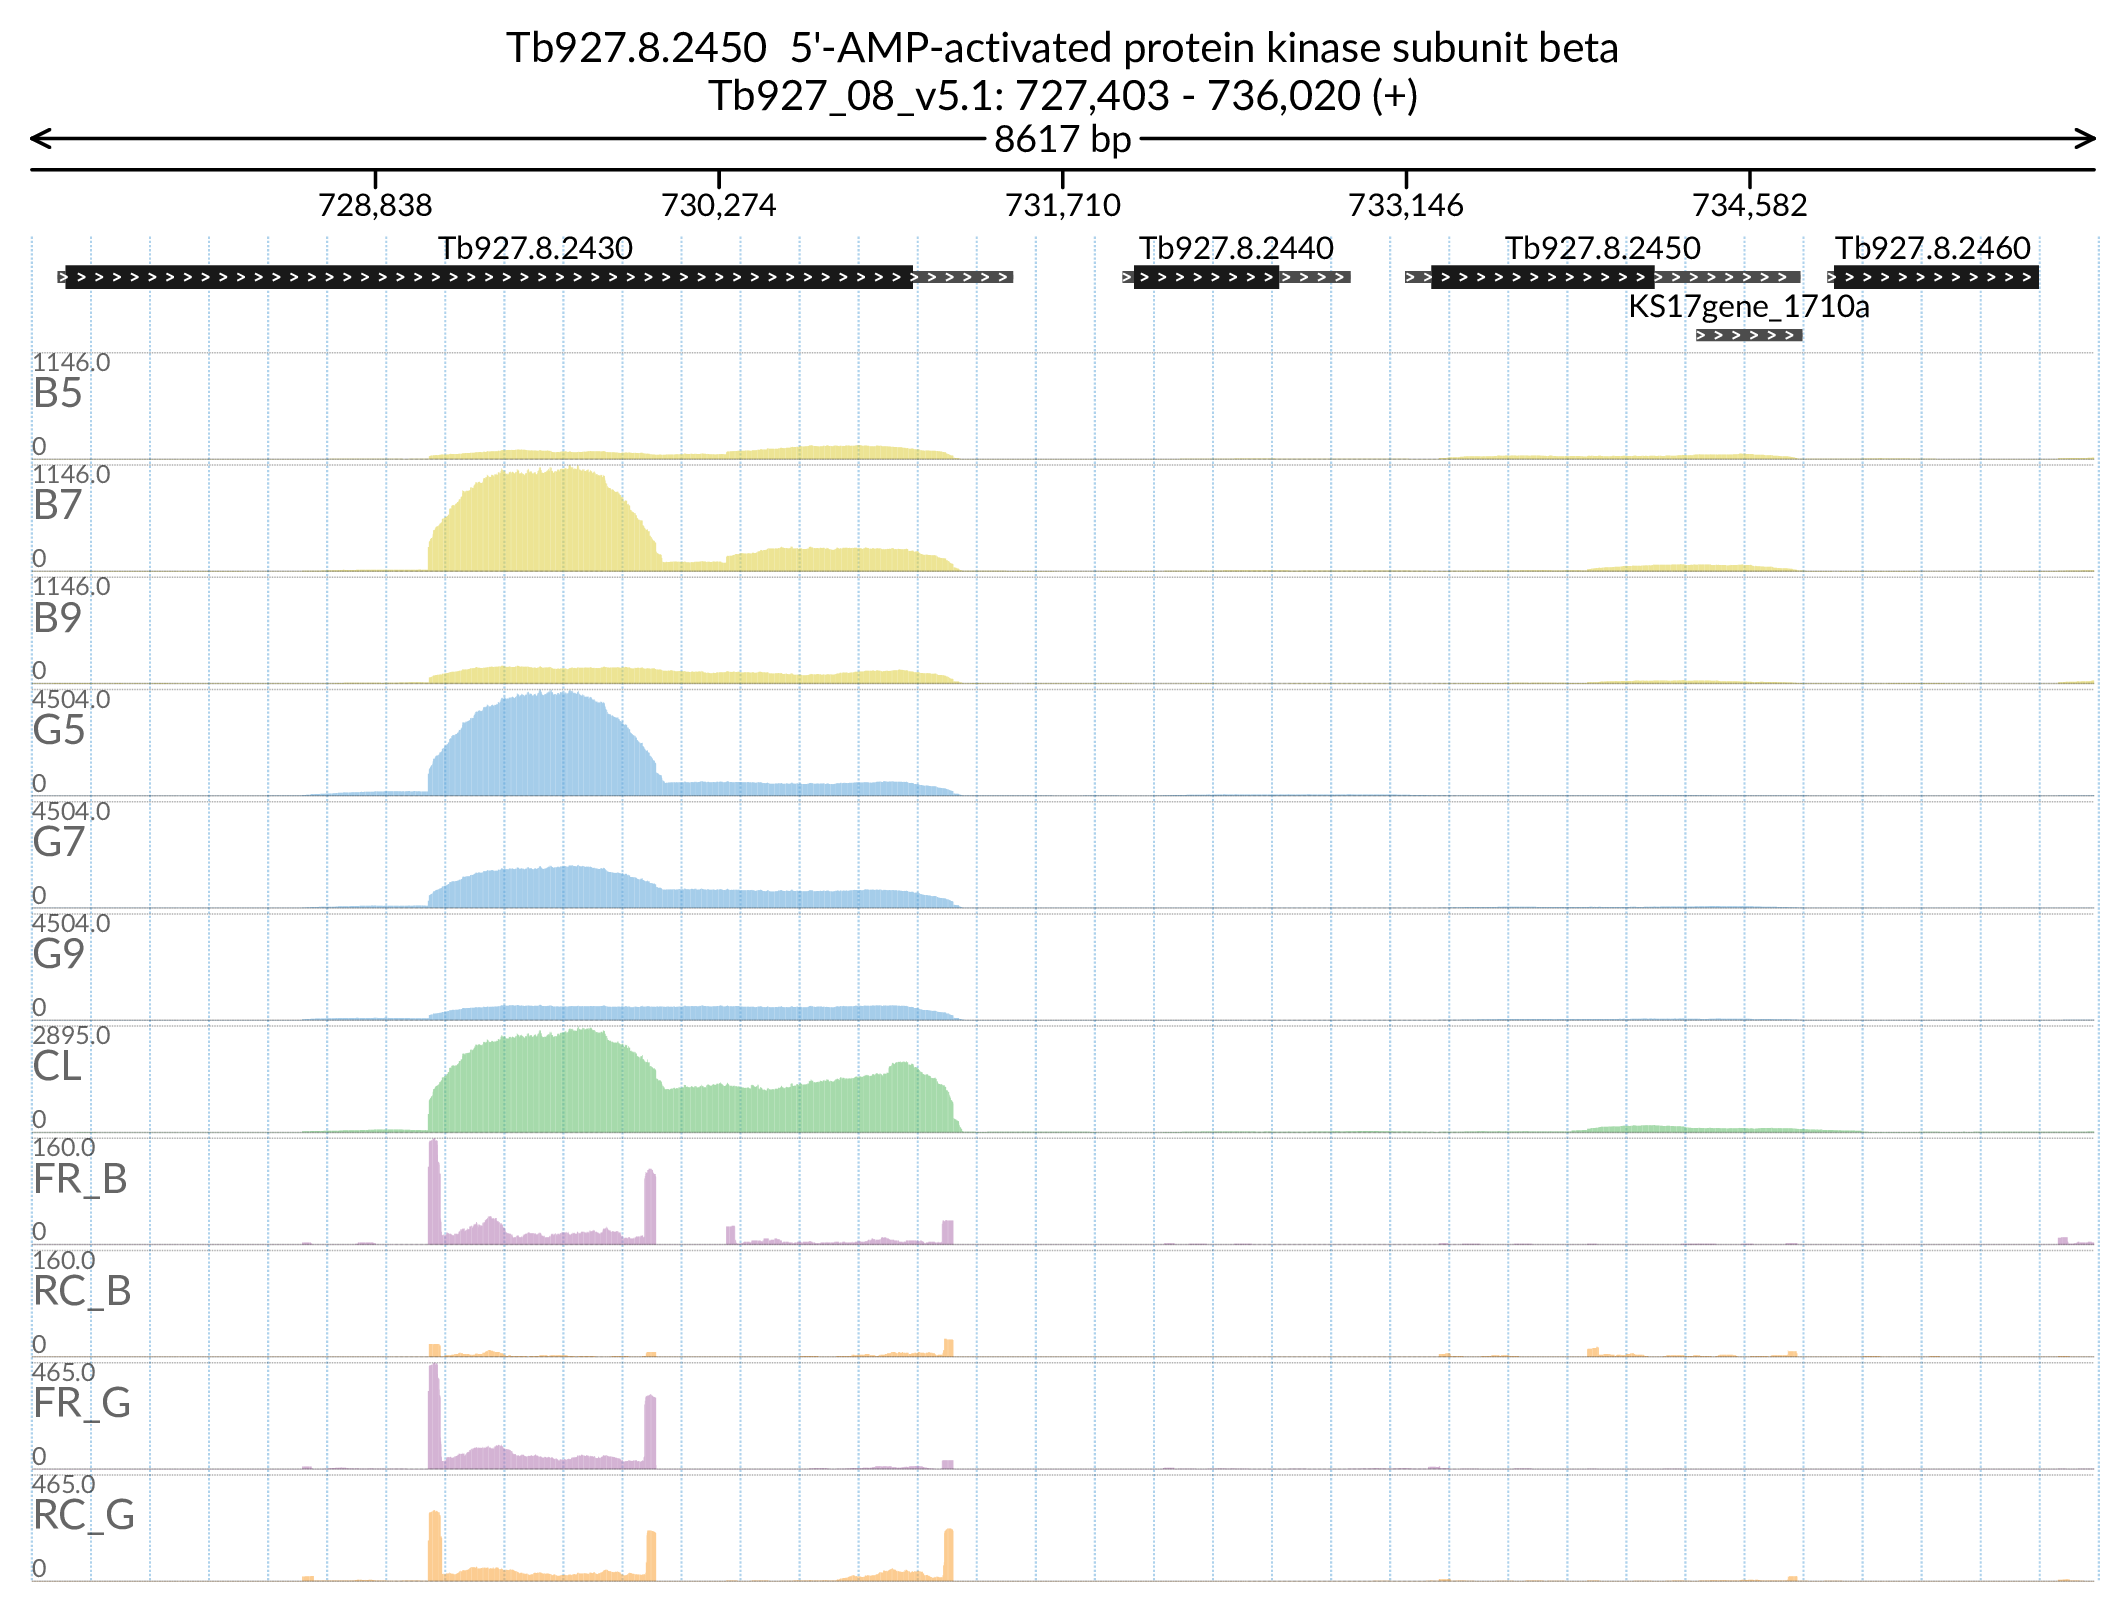 Tb927.8.2450  5'-AMP-activated protein kinase subunit beta
Tb927_08_v5.1: 727,403 - 736,020 (+)
8617 bp
728,838 730,274 731,710 733,146 734,582
Tb927.8.2430 Tb927.8.2440 Tb927.8.2450 Tb927.8.2460
KS17gene_1710a
1146.0
B5
0
1146.0
B7
0
1146.0
B9
0
4504.0
G5
0
4504.0
G7
0
4504.0
G9
0
2895.0
CL
0
160.0
FR_B
0
160.0
RC_B
0
465.0
FR_G
0
465.0
RC_G
0